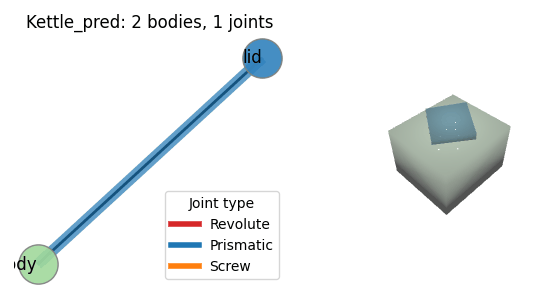 Kettle_pred: 2 bodies, 1 joints
lid
ody
Joint type
Revolute
Prismatic
Screw